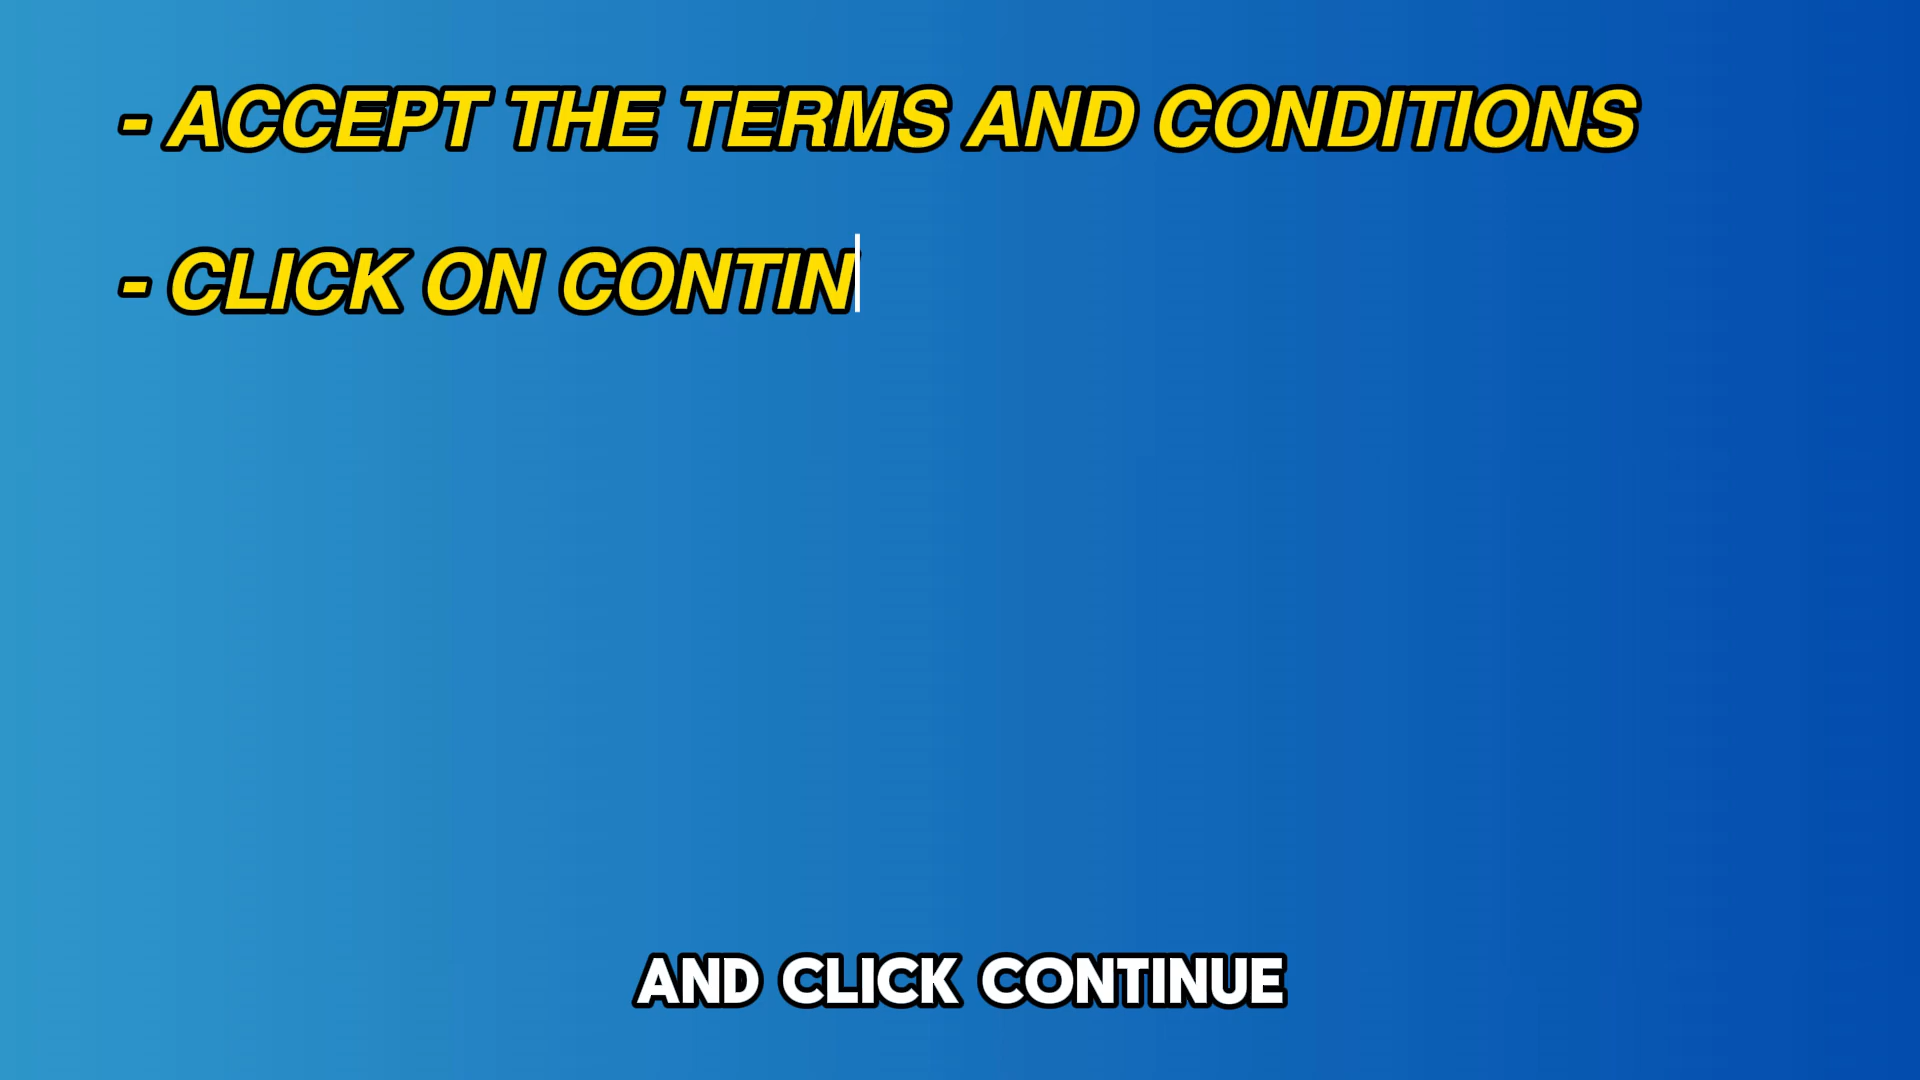 - ACCEPT THE TERMS AND CONDITIONS
- CLICK ON CONTIN
AND CLICK CONTINUE